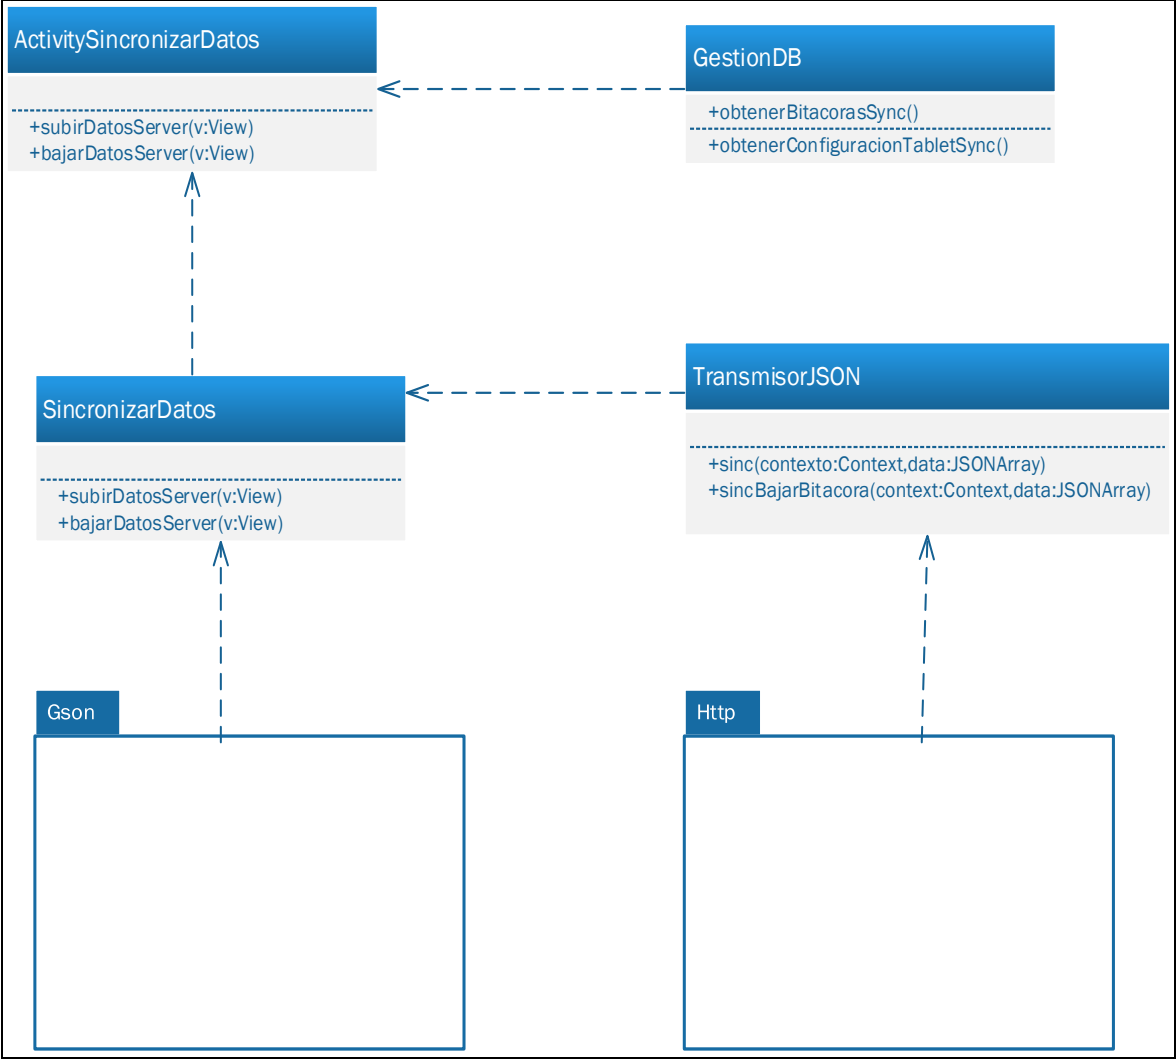 ActivitySincronizarDatos
+subirDatosServer(v:View)
+bajarDatosServer(v:View)
GestionDB
+obtenerBitacorasSync()
+obtenerConfiguracionTabletSync()
SincronizarDatos
+subirDatosServer(v:View)
+bajarDatosServer(v:View)
TransmisorJSON
+sinc(contexto:Context,data:JSONArray)
+sincBajarBitacora(context:Context,data:JSONArray)
Gson
Http